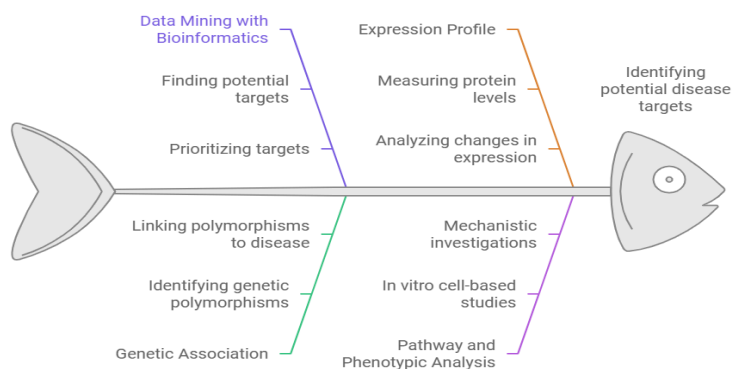 Data Mining with
Bioinformatics
Finding potential
targets
Prioritizing targets
Expression Profile
Measuring protein
levels
Analyzing changes in
expression
Identifying
potential disease
targets
Linking polymorphisms
to disease
Identifying genetic
polymorphisms
Genetic Association
Mechanistic
investigations
In vitro cell-based
studies
Pathway and
Phenotypic Analysis